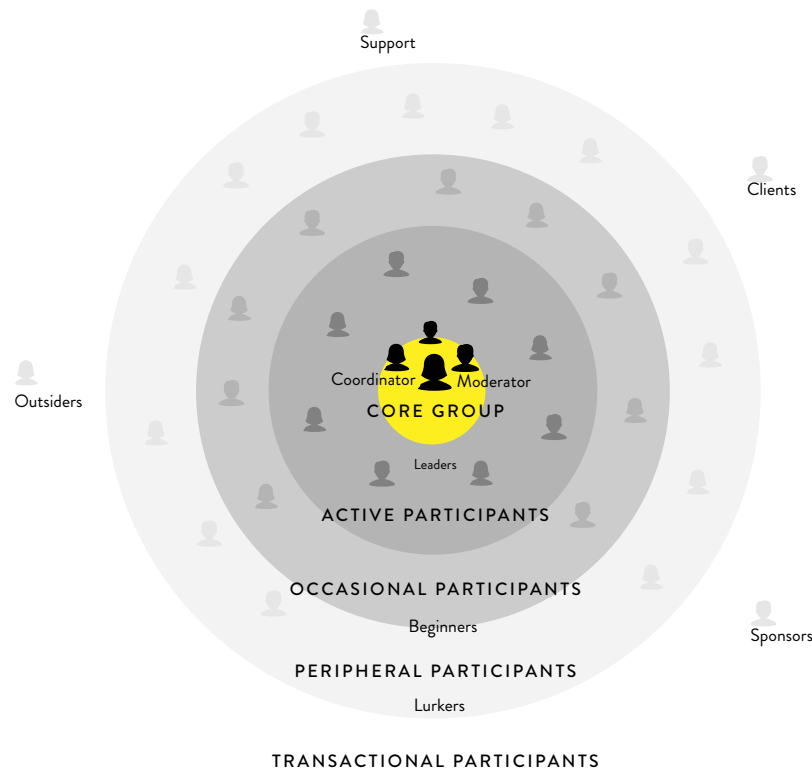 Support
Clients
Coordinator
Moderator
Outsiders
CORE GROUP
Leaders
ACTIVE PARTICIPANTS
OCCASIONAL PARTICIPANTS
Beginners
Sponsors
PERIPHERAL PARTICIPANTS
Lurkers
TRANSACTIONAL PARTICIPANTS